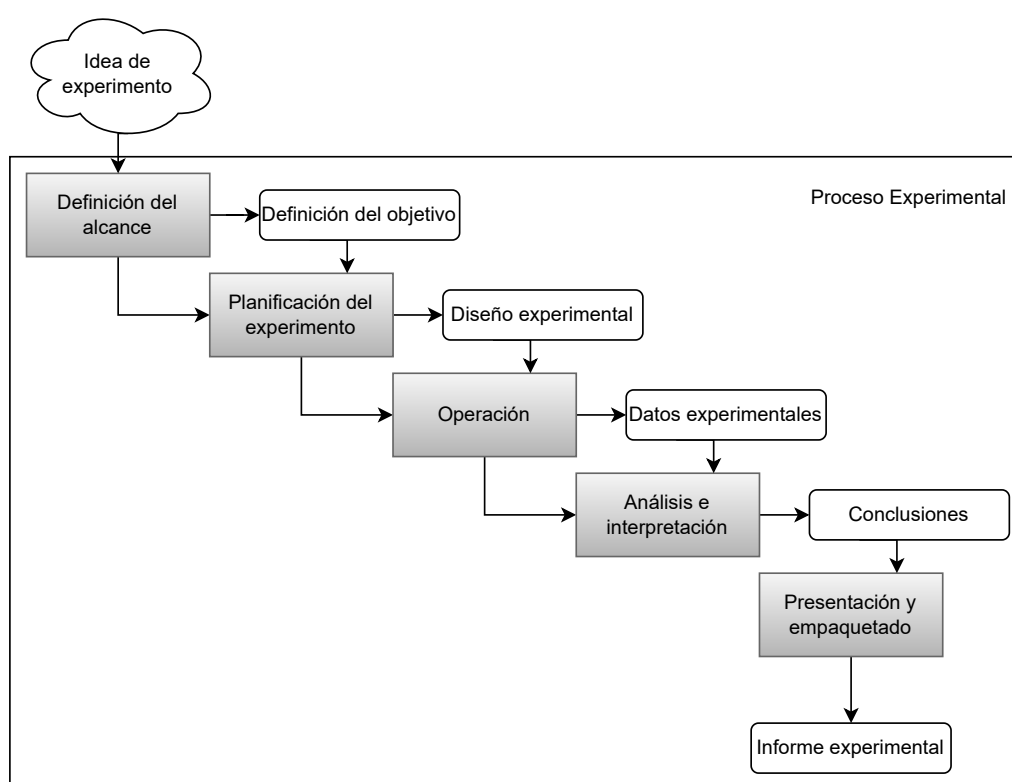 Idea de
experimento
Proceso Experimental
Definición del
alcance
Definición del objetivo
Planificación del
experimento
Diseño experimental
Operación
Datos experimentales
Análisis e
interpretación
Conclusiones
Presentación y
empaquetado
Informe experimental